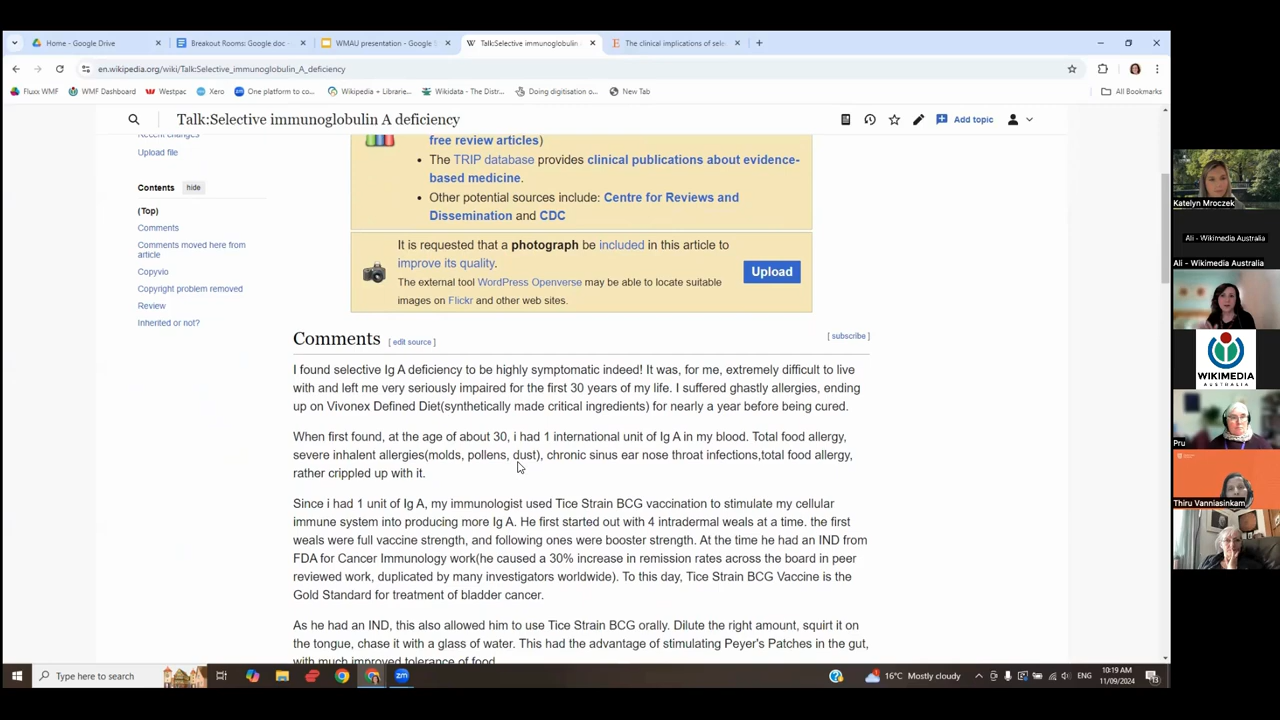 Home - Google Drive
Breakout Rooms: Google doc -
WMAU presentation - Google S
Talk:Selective immunoglobulin
The clinical implications of sele
en.wikipedia.org/wiki/Talk:Selective_immunoglobulin_A_deficiency
Fluxx WMF
WMF Dashboard
Westpac
Xero
One platform to co...
Wikipedia + Librarie...
Wikidata - The Distr...
Doing digitisation o...
New Tab
All Bookmarks
Talk:Selective immunoglobulin A deficiency
Add topic
Recent changes
Upload file
Contents hide
(Top)
Comments
Comments moved here from
article
Copyvio
Copyright problem removed
Review
Inherited or not?
free review articles)
• The TRIP database provides clinical publications about evidence-
based medicine.
• Other potential sources include: Centre for Reviews and
Dissemination and CDC
It is requested that a photograph be included in this article to
improve its quality.
The external tool WordPress Openverse may be able to locate suitable
images on Flickr and other web sites.
Upload
Comments [ edit source ]
[ subscribe ]
I found selective Ig A deficiency to be highly symptomatic indeed! It was, for me, extremely difficult to live
with and left me very seriously impaired for the first 30 years of my life. I suffered ghastly allergies, ending
up on Vivonex Defined Diet(synthetically made critical ingredients) for nearly a year before being cured.
When first found, at the age of about 30, i had 1 international unit of Ig A in my blood. Total food allergy,
severe inhalent allergies(molds, pollens, dust), chronic sinus ear nose throat infections,total food allergy,
rather crippled up with it.
Since i had 1 unit of Ig A, my immunologist used Tice Strain BCG vaccination to stimulate my cellular
immune system into producing more Ig A. He first started out with 4 intradermal weals at a time. the first
weals were full vaccine strength, and following ones were booster strength. At the time he had an IND from
FDA for Cancer Immunology work(he caused a 30% increase in remission rates across the board in peer
reviewed work, duplicated by many investigators worldwide). To this day, Tice Strain BCG Vaccine is the
Gold Standard for treatment of bladder cancer.
As he had an IND, this also allowed him to use Tice Strain BCG orally. Dilute the right amount, squirt it on
the tongue, chase it with a glass of water. This had the advantage of stimulating Peyer's Patches in the gut,
with much improved tolerance of food.
Katelyn Mroczek
Ali - Wikimedia Australia
Ali - Wikimedia Australia
WIKIMEDIA
AUSTRALIA
Pru
Thiru Vanniasinkam
Type here to search
16°C Mostly cloudy
ENG
10:19 AM
11/09/2024